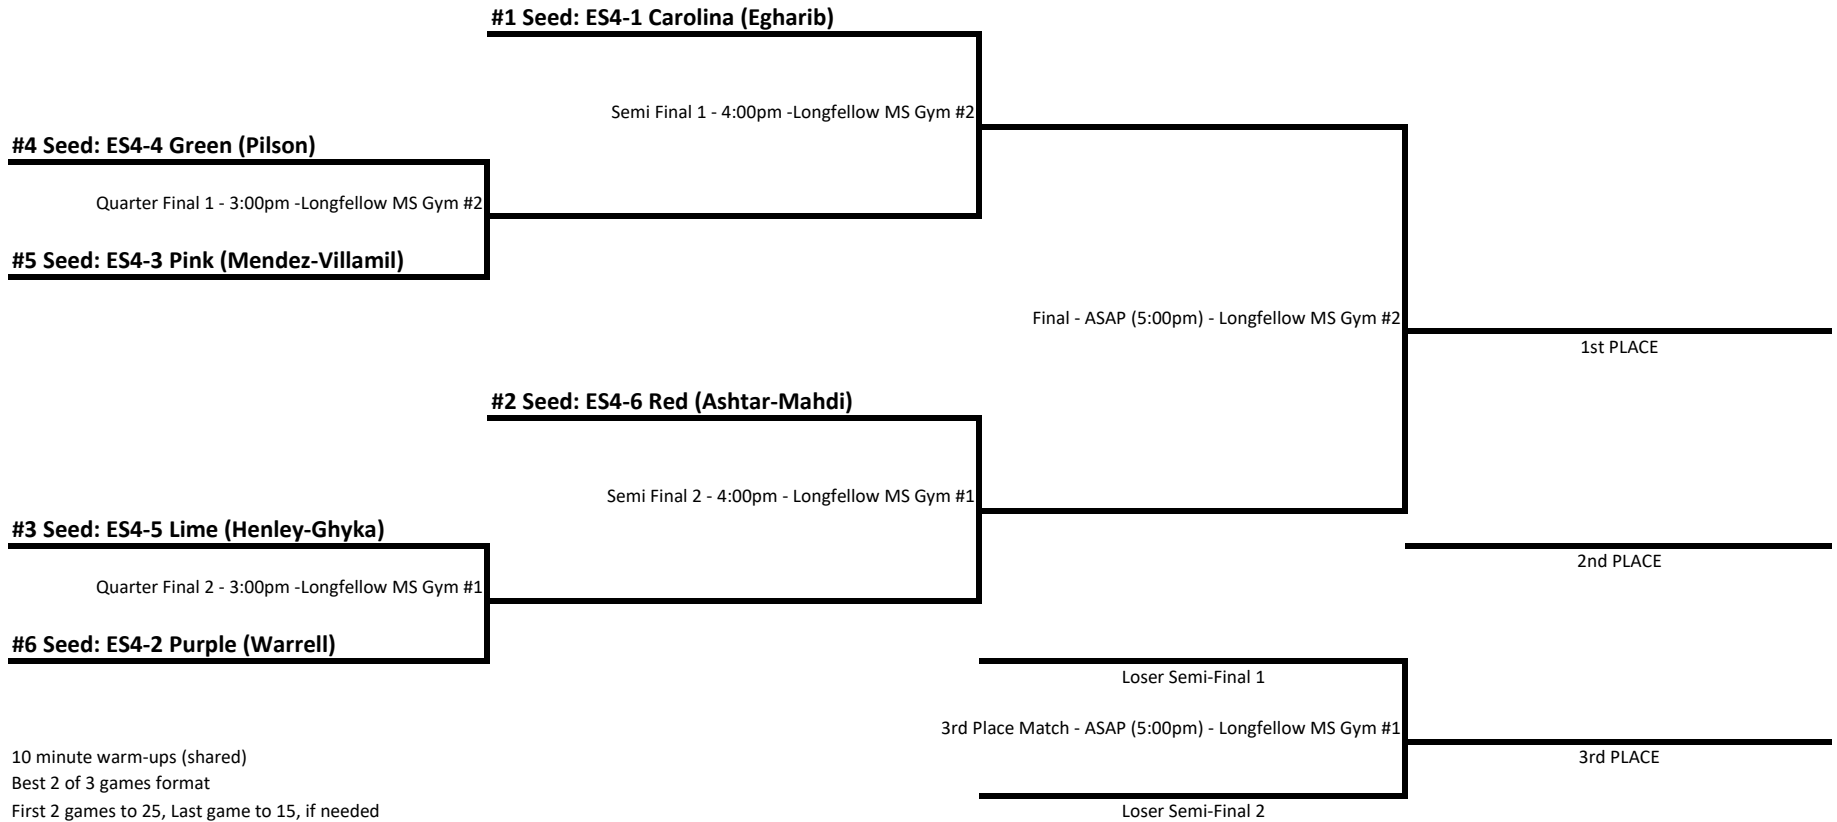 #1 Seed: ES4-1 Carolina (Egharib)
Semi Final 1 - 4:00pm -Longfellow MS Gym #2
#4 Seed: ES4-4 Green (Pilson)
Quarter Final 1 - 3:00pm -Longfellow MS Gym #2
#5 Seed: ES4-3 Pink (Mendez-Villamil)
Final - ASAP (5:00pm) - Longfellow MS Gym #2
1st PLACE
#2 Seed: ES4-6 Red (Ashtar-Mahdi)
Semi Final 2 - 4:00pm - Longfellow MS Gym #1
#3 Seed: ES4-5 Lime (Henley-Ghyka)
2nd PLACE
Quarter Final 2 - 3:00pm -Longfellow MS Gym #1
#6 Seed: ES4-2 Purple (Warrell)
Loser Semi-Final 1
3rd Place Match - ASAP (5:00pm) - Longfellow MS Gym #1
3rd PLACE
10 minute warm-ups (shared)
Best 2 of 3 games format
First 2 games to 25, Last game to 15, if needed
Loser Semi-Final 2